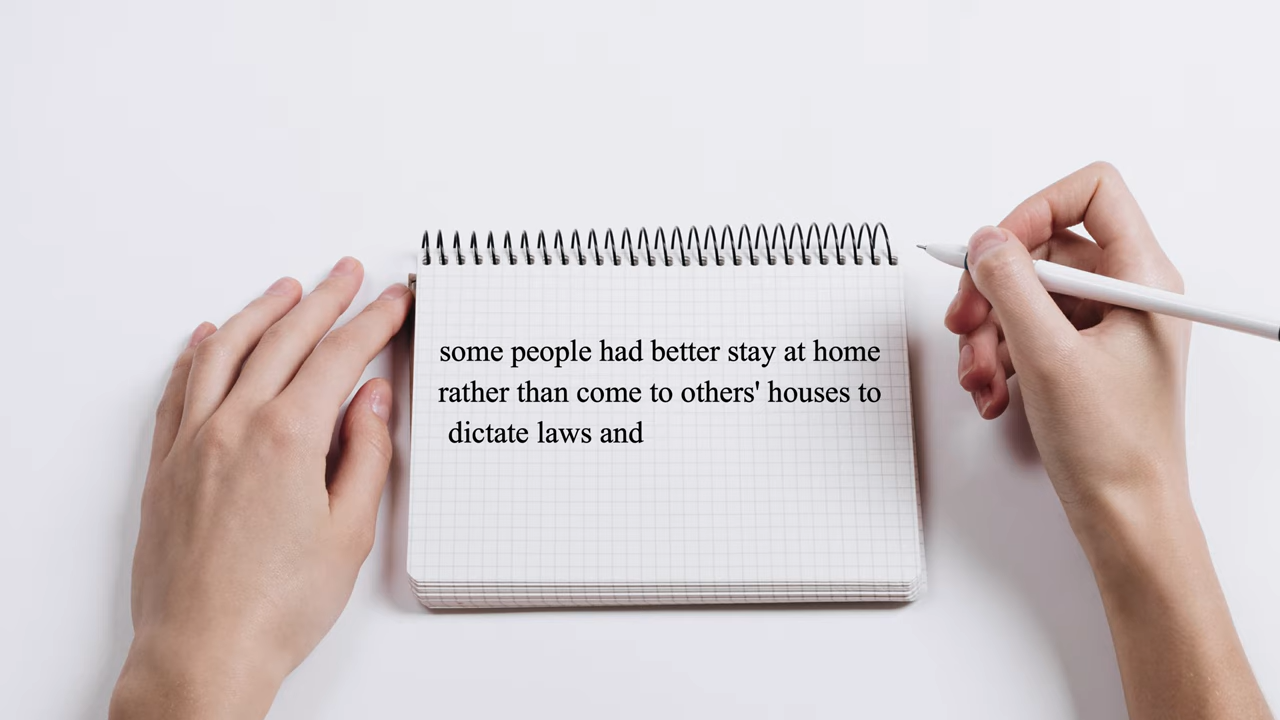 some people had better stay at home
rather than come to others' houses to
dictate laws and